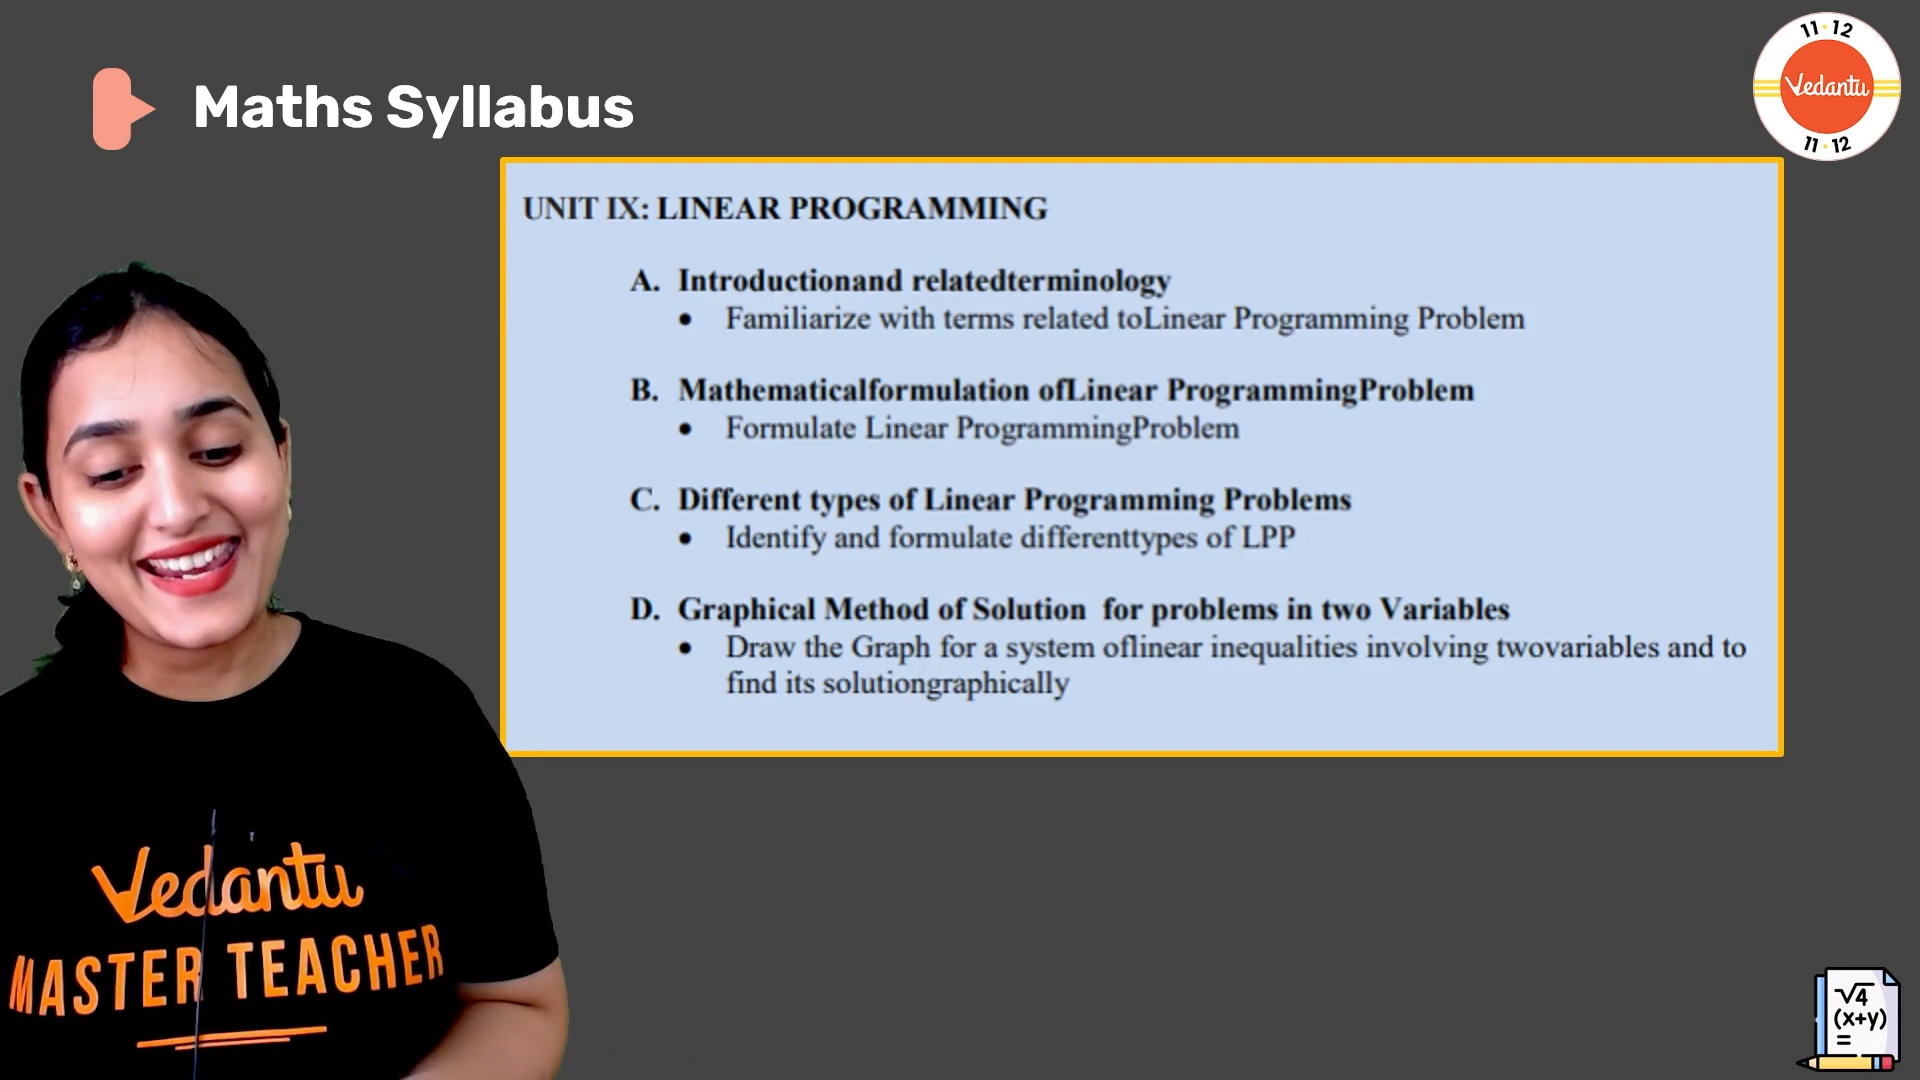 Maths Syllabus
11 · 12
Vedantu
11 · 12
UNIT IX: LINEAR PROGRAMMING
A. Introductionand relatedterminology
• Familiarize with terms related toLinear Programming Problem
B. Mathematicalformulation ofLinear ProgrammingProblem
• Formulate Linear ProgrammingProblem
C. Different types of Linear Programming Problems
• Identify and formulate differenttypes of LPP
D. Graphical Method of Solution for problems in two Variables
• Draw the Graph for a system oflinear inequalities involving twovariables and to
find its solutiongraphically
Vedantu
MASTER TEACHER
√4
(x+y)
=